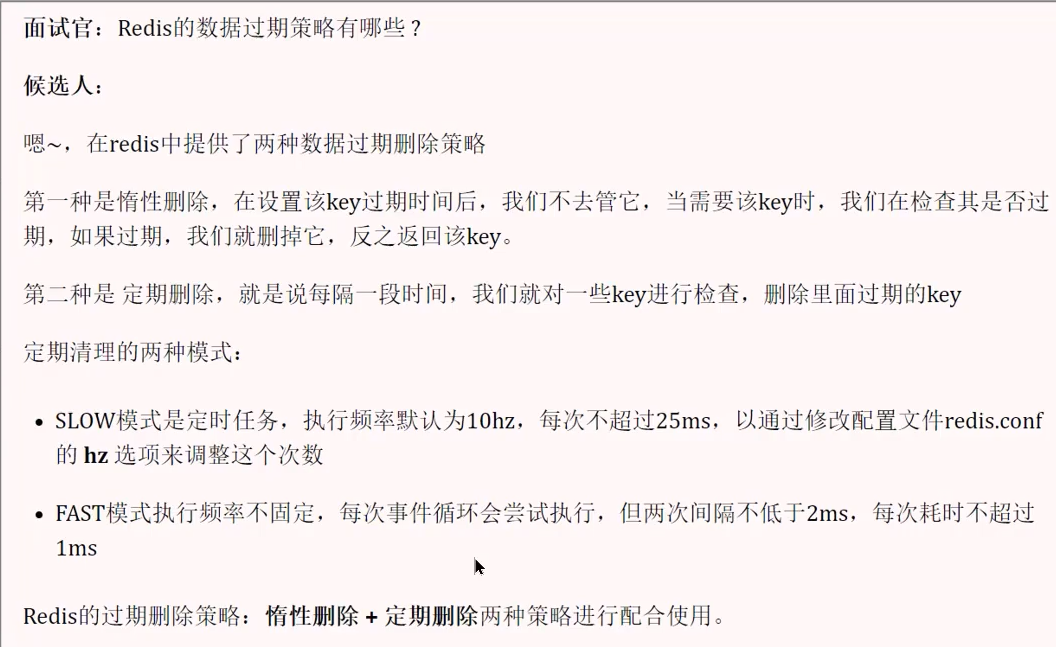 面试官：Redis的数据过期策略有哪些？
候选人：
嗯~，在redis中提供了两种数据过期删除策略
第一种是惰性删除，在设置该key过期时间后，我们不去管它，当需要该key时，我们在检查其是否过
期，如果过期，我们就删掉它，反之返回该key。
第二种是 定期删除，就是说每隔一段时间，我们就对一些key进行检查，删除里面过期的key
定期清理的两种模式：
• SLOW模式是定时任务，执行频率默认为10hz，每次不超过25ms，以通过修改配置文件redis.conf
的 hz 选项来调整这个次数
• FAST模式执行频率不固定，每次事件循环会尝试执行，但两次间隔不低于2ms，每次耗时不超过
1ms
Redis的过期删除策略：惰性删除 + 定期删除两种策略进行配合使用。